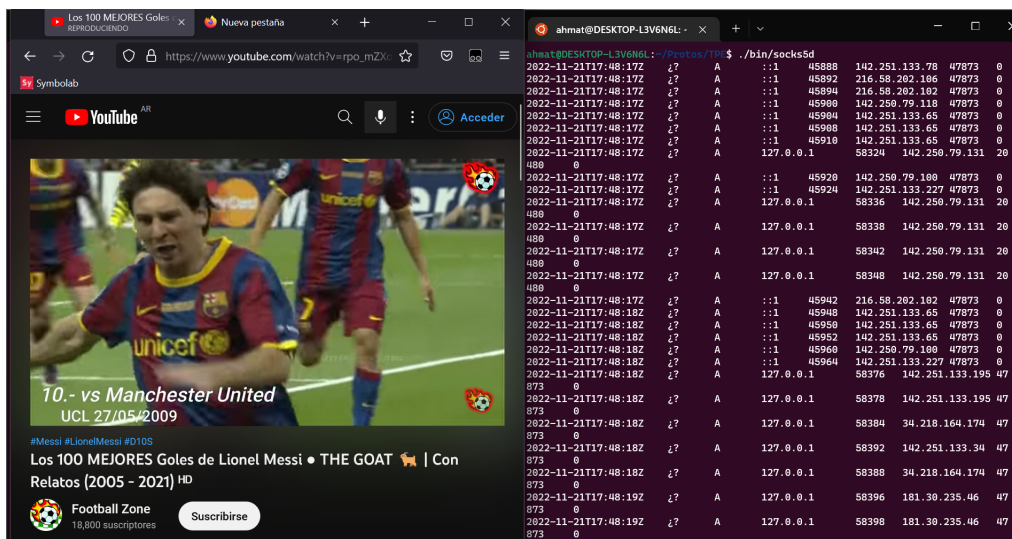 Los 100 MEJORES Goles d
REPRODUCIENDO
Nueva pestaña
https://www.youtube.com/watch?v=rpo_mZX
Sy Symbolab
YouTube AR
Acceder
unicef
unicef
10.- vs Manchester United
UCL 27/05/2009
#Messi #LionelMessi #D10S
Los 100 MEJORES Goles de Lionel Messi ● THE GOAT 🐐 | Con
Relatos (2005 - 2021) ᴴᴰ
Football Zone
18,800 suscriptores
Suscribirse
ahmat@DESKTOP-L3V6N6L: -
ahmat@DESKTOP-L3V6N6L:~/Protos/TPE$ ./bin/socks5d
2022-11-21T17:48:17Z ¿? A ::1 45888 142.251.133.78 47873 0
2022-11-21T17:48:17Z ¿? A ::1 45892 216.58.202.106 47873 0
2022-11-21T17:48:17Z ¿? A ::1 45894 216.58.202.102 47873 0
2022-11-21T17:48:17Z ¿? A ::1 45900 142.250.79.118 47873 0
2022-11-21T17:48:17Z ¿? A ::1 45904 142.251.133.65 47873 0
2022-11-21T17:48:17Z ¿? A ::1 45908 142.251.133.65 47873 0
2022-11-21T17:48:17Z ¿? A ::1 45910 142.251.133.65 47873 0
2022-11-21T17:48:17Z ¿? A 127.0.0.1 58324 142.250.79.131 20
480 0
2022-11-21T17:48:17Z ¿? A ::1 45920 142.250.79.100 47873 0
2022-11-21T17:48:17Z ¿? A ::1 45924 142.251.133.227 47873 0
2022-11-21T17:48:17Z ¿? A 127.0.0.1 58336 142.250.79.131 20
480 0
2022-11-21T17:48:17Z ¿? A 127.0.0.1 58338 142.250.79.131 20
480 0
2022-11-21T17:48:17Z ¿? A 127.0.0.1 58342 142.250.79.131 20
480 0
2022-11-21T17:48:17Z ¿? A 127.0.0.1 58348 142.250.79.131 20
480 0
2022-11-21T17:48:17Z ¿? A ::1 45942 216.58.202.102 47873 0
2022-11-21T17:48:18Z ¿? A ::1 45948 142.251.133.65 47873 0
2022-11-21T17:48:18Z ¿? A ::1 45950 142.251.133.65 47873 0
2022-11-21T17:48:18Z ¿? A ::1 45952 142.251.133.65 47873 0
2022-11-21T17:48:18Z ¿? A ::1 45960 142.250.79.100 47873 0
2022-11-21T17:48:18Z ¿? A ::1 45964 142.251.133.227 47873 0
2022-11-21T17:48:18Z ¿? A 127.0.0.1 58376 142.251.133.195 47
873 0
2022-11-21T17:48:18Z ¿? A 127.0.0.1 58378 142.251.133.195 47
873 0
2022-11-21T17:48:18Z ¿? A 127.0.0.1 58384 34.218.164.174 47
873 0
2022-11-21T17:48:18Z ¿? A 127.0.0.1 58392 142.251.133.34 47
873 0
2022-11-21T17:48:18Z ¿? A 127.0.0.1 58388 34.218.164.174 47
873 0
2022-11-21T17:48:19Z ¿? A 127.0.0.1 58396 181.30.235.46 47
873 0
2022-11-21T17:48:19Z ¿? A 127.0.0.1 58398 181.30.235.46 47
873 0